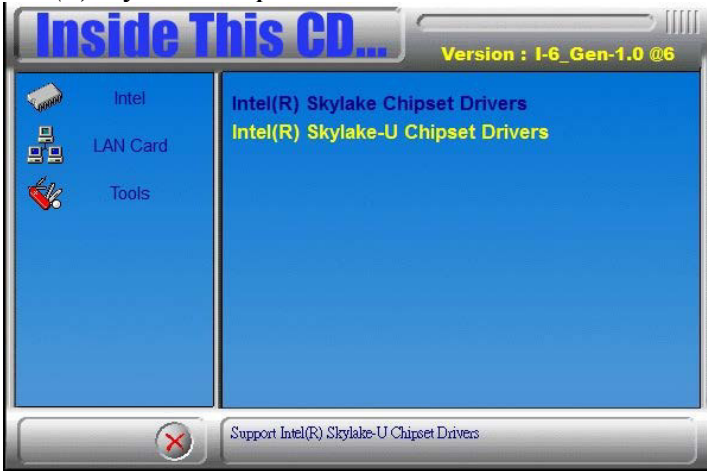 Inside This CD...
Version : I-6_Gen-1.0 @6
Intel
LAN Card
Tools
Intel(R) Skylake Chipset Drivers
Intel(R) Skylake-U Chipset Drivers
Support Intel(R) Skylake-U Chipset Drivers